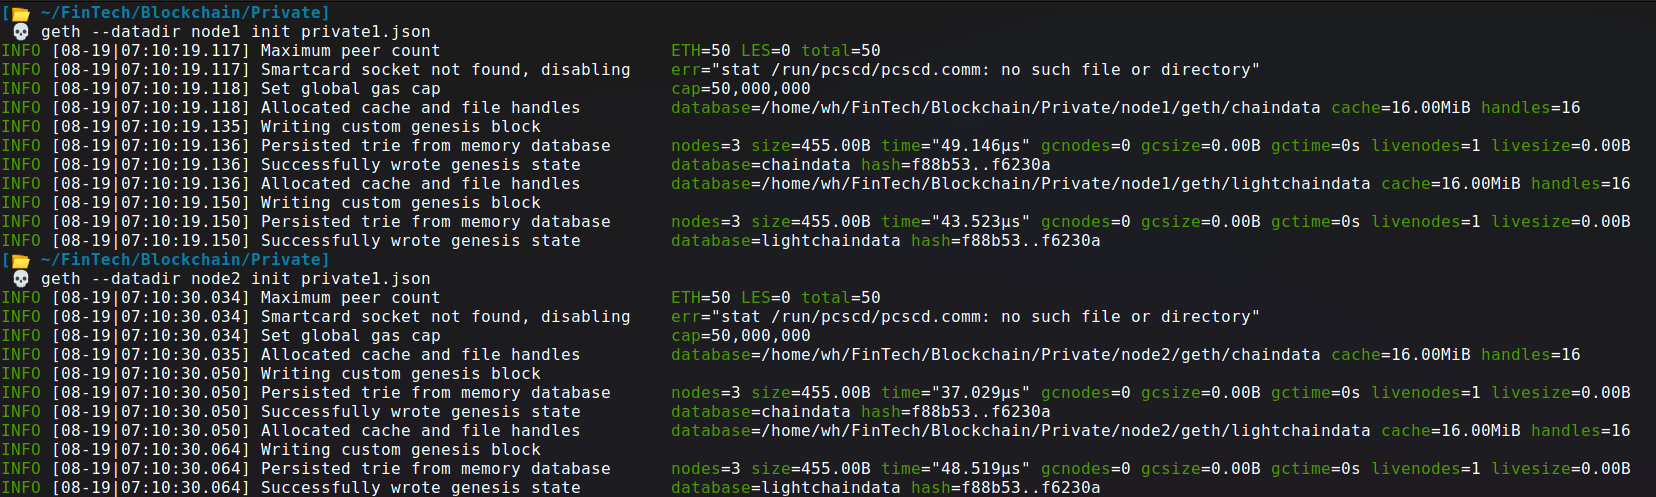 [📂 ~/FinTech/Blockchain/Private]
💀 geth --datadir node1 init private1.json
INFO [08-19|07:10:19.117] Maximum peer count                       ETH=50 LES=0 total=50
INFO [08-19|07:10:19.117] Smartcard socket not found, disabling    err="stat /run/pcscd/pcscd.comm: no such file or directory"
INFO [08-19|07:10:19.118] Set global gas cap                       cap=50,000,000
INFO [08-19|07:10:19.118] Allocated cache and file handles         database=/home/wh/FinTech/Blockchain/Private/node1/geth/chaindata cache=16.00MiB handles=16
INFO [08-19|07:10:19.135] Writing custom genesis block
INFO [08-19|07:10:19.136] Persisted trie from memory database      nodes=3 size=455.00B time="49.146µs" gcnodes=0 gcsize=0.00B gctime=0s livenodes=1 livesize=0.00B
INFO [08-19|07:10:19.136] Successfully wrote genesis state         database=chaindata hash=f88b53..f6230a
INFO [08-19|07:10:19.136] Allocated cache and file handles         database=/home/wh/FinTech/Blockchain/Private/node1/geth/lightchaindata cache=16.00MiB handles=16
INFO [08-19|07:10:19.150] Writing custom genesis block
INFO [08-19|07:10:19.150] Persisted trie from memory database      nodes=3 size=455.00B time="43.523µs" gcnodes=0 gcsize=0.00B gctime=0s livenodes=1 livesize=0.00B
INFO [08-19|07:10:19.150] Successfully wrote genesis state         database=lightchaindata hash=f88b53..f6230a
[📂 ~/FinTech/Blockchain/Private]
💀 geth --datadir node2 init private1.json
INFO [08-19|07:10:30.034] Maximum peer count                       ETH=50 LES=0 total=50
INFO [08-19|07:10:30.034] Smartcard socket not found, disabling    err="stat /run/pcscd/pcscd.comm: no such file or directory"
INFO [08-19|07:10:30.034] Set global gas cap                       cap=50,000,000
INFO [08-19|07:10:30.035] Allocated cache and file handles         database=/home/wh/FinTech/Blockchain/Private/node2/geth/chaindata cache=16.00MiB handles=16
INFO [08-19|07:10:30.050] Writing custom genesis block
INFO [08-19|07:10:30.050] Persisted trie from memory database      nodes=3 size=455.00B time="37.029µs" gcnodes=0 gcsize=0.00B gctime=0s livenodes=1 livesize=0.00B
INFO [08-19|07:10:30.050] Successfully wrote genesis state         database=chaindata hash=f88b53..f6230a
INFO [08-19|07:10:30.050] Allocated cache and file handles         database=/home/wh/FinTech/Blockchain/Private/node2/geth/lightchaindata cache=16.00MiB handles=16
INFO [08-19|07:10:30.064] Writing custom genesis block
INFO [08-19|07:10:30.064] Persisted trie from memory database      nodes=3 size=455.00B time="48.519µs" gcnodes=0 gcsize=0.00B gctime=0s livenodes=1 livesize=0.00B
INFO [08-19|07:10:30.064] Successfully wrote genesis state         database=lightchaindata hash=f88b53..f6230a